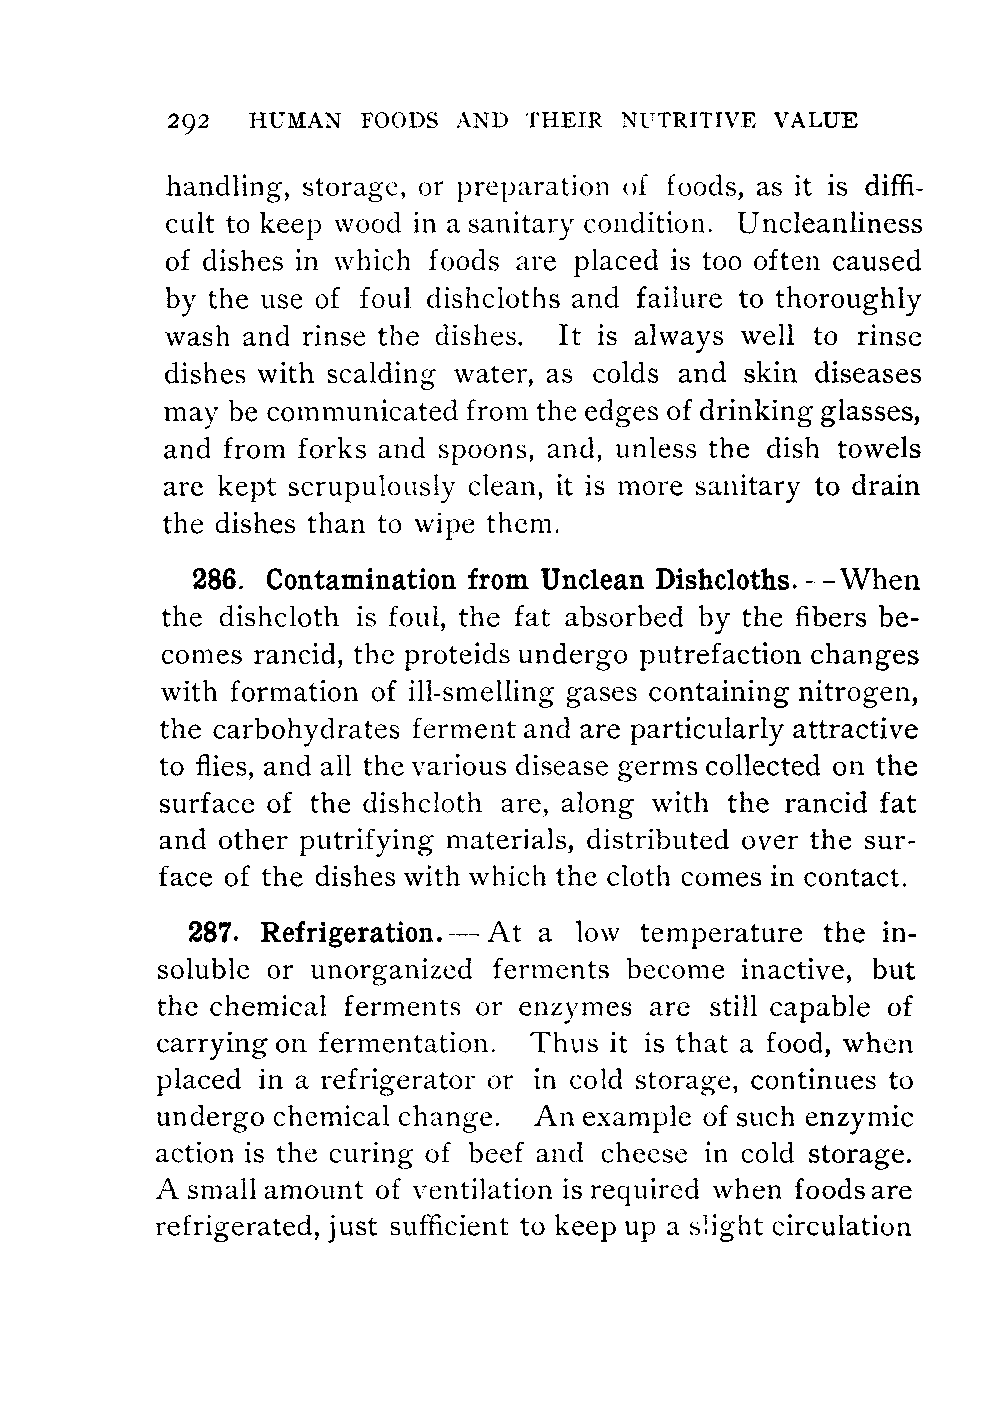 292 HUMAN FOODS AND THEIR NUTRITIVE VALUE
handling, storage, or preparation of foods, as it is diffi-
cult to keep wood in a sanitary condition. Uncleanliness
of dishes in which foods are placed is too often caused
by the use of foul dishcloths and failure to thoroughly
wash and rinse the dishes. It is always well to rinse
dishes with scalding water, as colds and skin diseases
may be communicated from the edges of drinking glasses,
and from forks and spoons, and, unless the dish towels
are kept scrupulously clean, it is more sanitary to drain
the dishes than to wipe them.
286. Contamination from Unclean Dishcloths. -–When
the dishcloth is foul, the fat absorbed by the fibers be-
comes rancid, the proteids undergo putrefaction changes
with formation of ill-smelling gases containing nitrogen,
the carbohydrates ferment and are particularly attractive
to flies, and all the various disease germs collected on the
surface of the dishcloth are, along with the rancid fat
and other putrifying materials, distributed over the sur-
face of the dishes with which the cloth comes in contact.
287. Refrigeration. — At a low temperature the in-
soluble or unorganized ferments become inactive, but
the chemical ferments or enzymes are still capable of
carrying on fermentation. Thus it is that a food, when
placed in a refrigerator or in cold storage, continues to
undergo chemical change. An example of such enzymic
action is the curing of beef and cheese in cold storage.
A small amount of ventilation is required when foods are
refrigerated, just sufficient to keep up a slight circulation